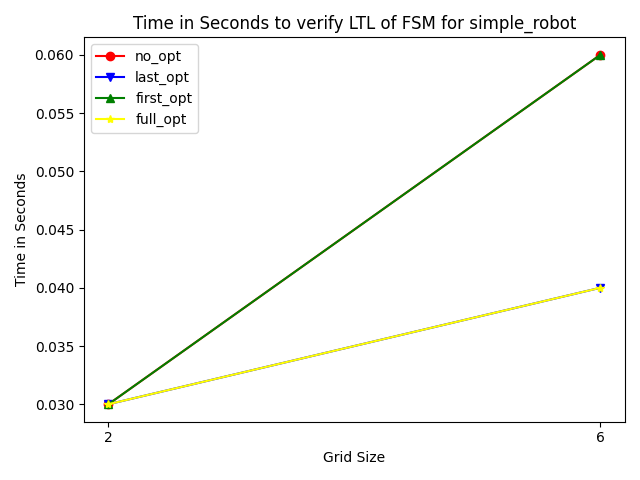 Time in Seconds to verify LTL of FSM for simple_robot
no_opt
last_opt
first_opt
full_opt
0.060
0.055
0.050
0.045
0.040
0.035
0.030
Time in Seconds
2
6
Grid Size